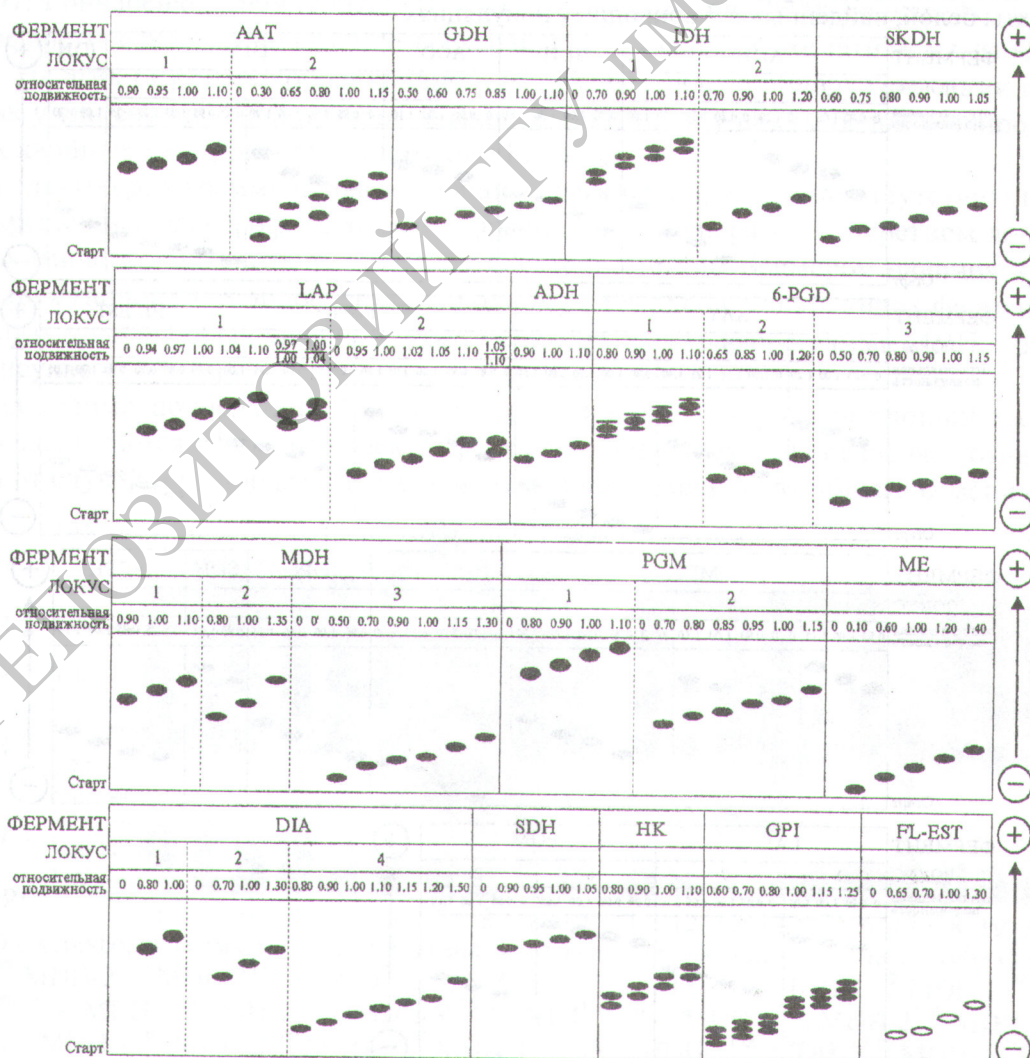 ФЕРМЕНТ AAT GDH IDH SKDH
ЛОКУС 1 2 1 2
относительная подвижность 0.90 0.95 1.00 1.10 0 0.30 0.65 0.80 1.00 1.15 0.50 0.60 0.75 0.85 1.00 1.10 0 0.70 0.90 1.00 1.10 0.70 0.90 1.00 1.20 0.60 0.75 0.80 0.90 1.00 1.05
Старт
ФЕРМЕНТ LAP ADH 6-PGD
ЛОКУС 1 2 1 2 3
относительная подвижность 0 0.94 0.97 1.00 1.04 1.10 0.97/1.00 1.00/1.04 0 0.95 1.00 1.02 1.05 1.10 1.05/1.10 0.90 1.00 1.10 0.80 0.90 1.00 1.10 0.65 0.85 1.00 1.20 0 0.50 0.70 0.80 0.90 1.00 1.15
Старт
ФЕРМЕНТ MDH PGM ME
ЛОКУС 1 2 3 1 2
относительная подвижность 0.90 1.00 1.10 0.80 1.00 1.35 0 0' 0.50 0.70 0.90 1.00 1.15 1.30 0 0.80 0.90 1.00 1.10 0 0.70 0.80 0.85 0.95 1.00 1.15 0 0.10 0.60 1.00 1.20 1.40
Старт
ФЕРМЕНТ DIA SDH HK GPI FL-EST
ЛОКУС 1 2 4
относительная подвижность 0 0.80 1.00 0 0.70 1.00 1.30 0.80 0.90 1.00 1.10 1.15 1.20 1.50 0 0.90 0.95 1.00 1.05 0.80 0.90 1.00 1.10 0.60 0.70 0.80 1.00 1.15 1.25 0 0.65 0.70 1.00 1.30
Старт